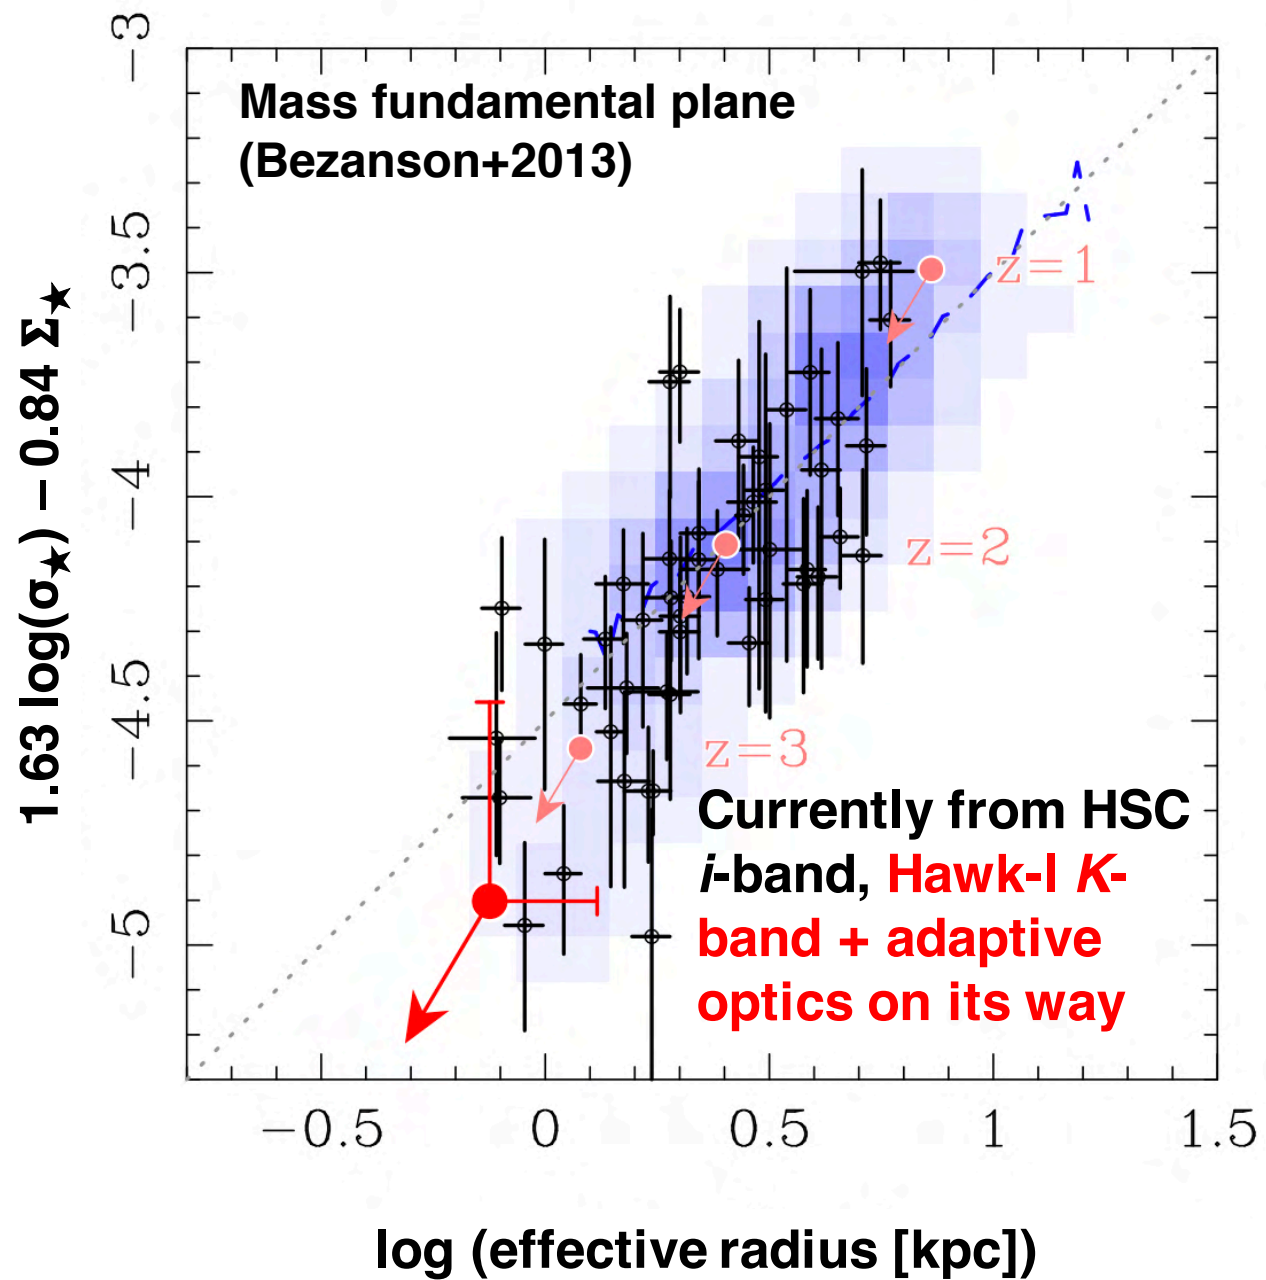 Mass fundamental plane
(Bezanson+2013)
−3
−3.5
−4
−4.5
−5
1.63 log(σ★) – 0.84 Σ★
z=1
z=2
z=3
Currently from HSC
i-band, Hawk-I K-
band + adaptive
optics on its way
−0.5 0 0.5 1 1.5
log (effective radius [kpc])